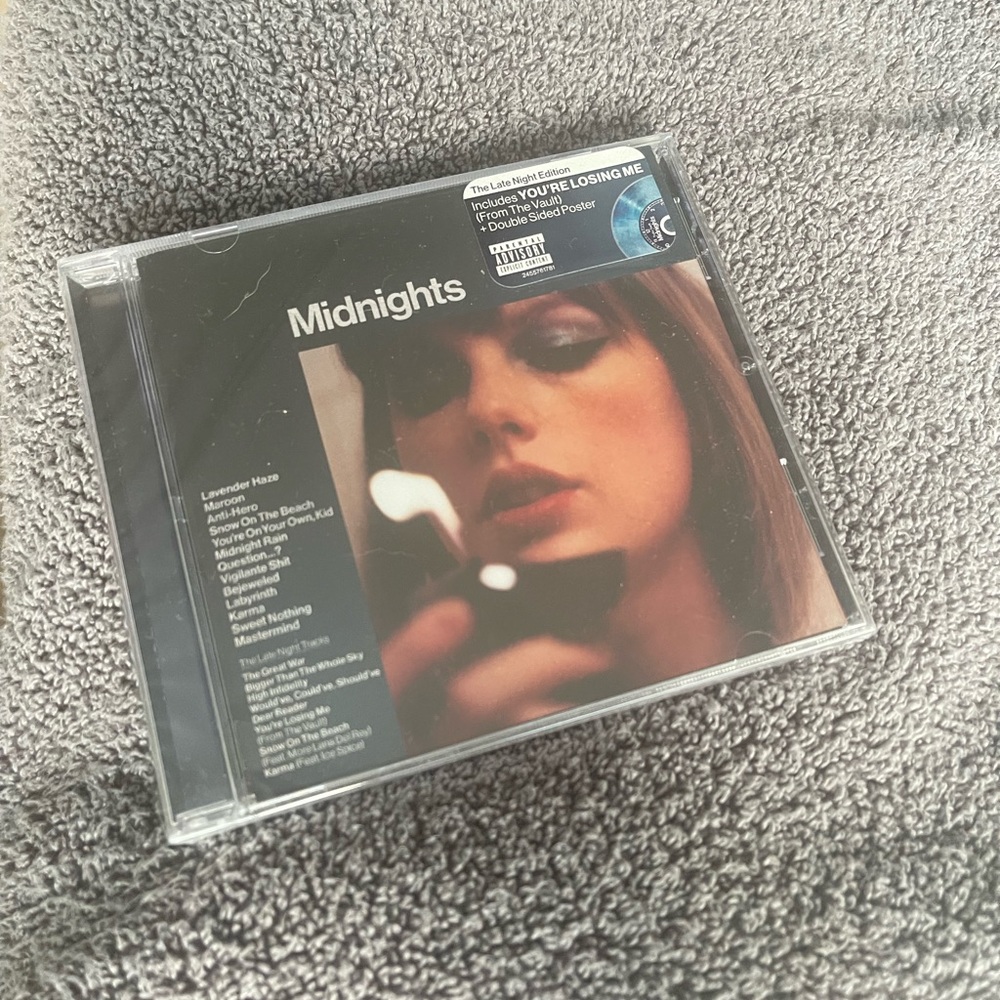 The Late Night Edition
Includes YOU'RE LOSING ME
(From The Vault)
+ Double Sided Poster
PARENTAL
ADVISORY
EXPLICIT CONTENT
2455761781
Midnights
Lavender Haze
Maroon
Anti-Hero
Snow On The Beach
You're On Your Own, Kid
Midnight Rain
Question...?
Vigilante Shit
Bejeweled
Labyrinth
Karma
Sweet Nothing
Mastermind
The Late Night Tracks
The Great War
Bigger Than The Whole Sky
High Infidelity
Would've, Could've, Should've
Dear Reader
You're Losing Me
(From The Vault)
Snow On The Beach
(Feat. More Lana Del Rey)
Karma (Feat. Ice Spice)